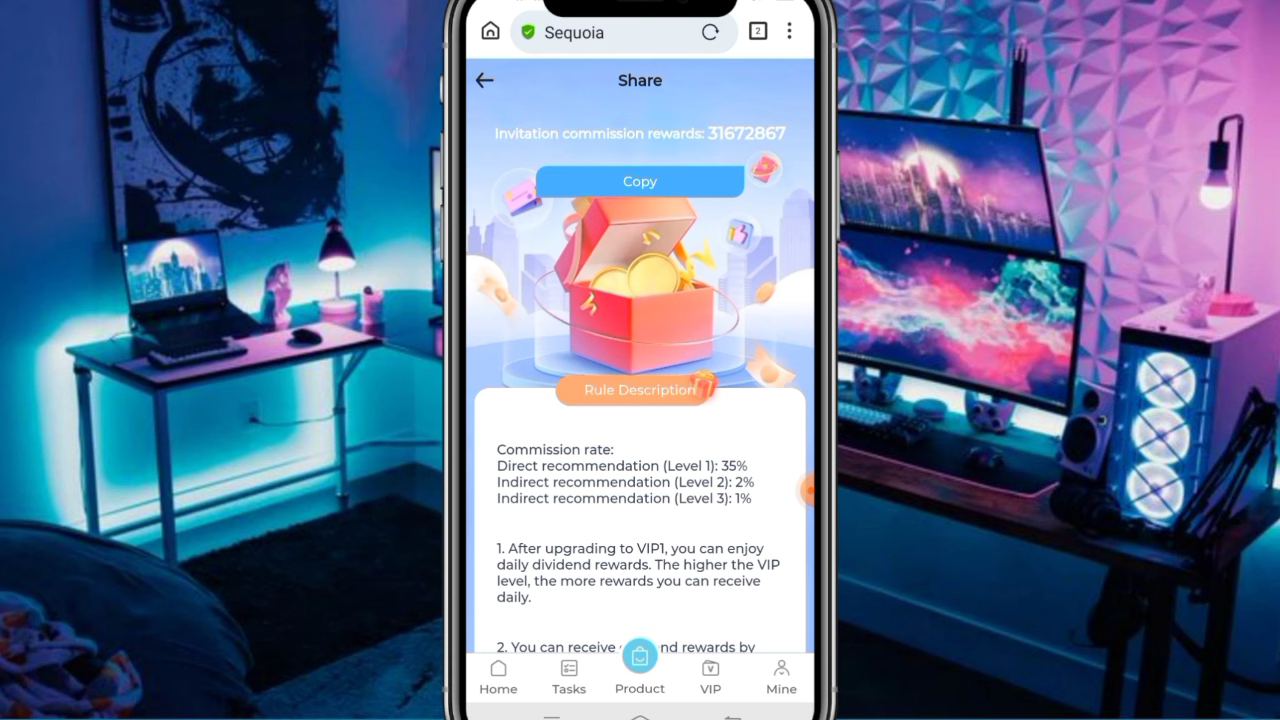 Sequoia
2
Share
Invitation commission rewards: 31672867
Copy
Rule Description
Commission rate:
Direct recommendation (Level 1): 35%
Indirect recommendation (Level 2): 2%
Indirect recommendation (Level 3): 1%
1. After upgrading to VIP1, you can enjoy
daily dividend rewards. The higher the VIP
level, the more rewards you can receive
daily.
2. You can receive nd rewards by
Home Tasks Product VIP Mine